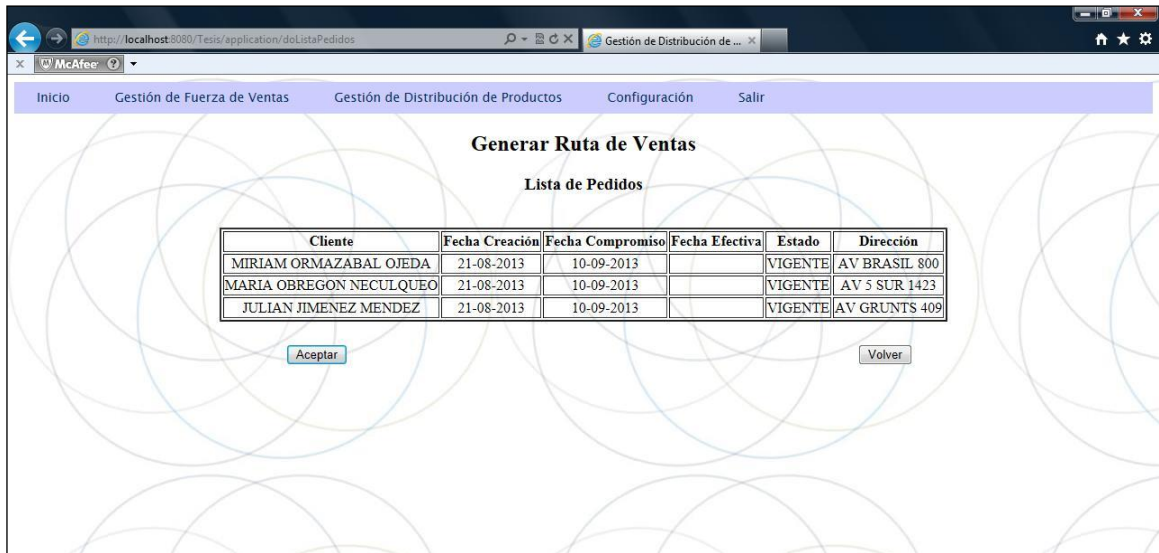 http://localhost:8080/Tesis/application/doListaPedidos
Gestión de Distribución de ...
McAfee
Inicio Gestión de Fuerza de Ventas Gestión de Distribución de Productos Configuración Salir
Generar Ruta de Ventas
Lista de Pedidos
Cliente Fecha Creación Fecha Compromiso Fecha Efectiva Estado Dirección
MIRIAM ORMAZABAL OJEDA 21-08-2013 10-09-2013 VIGENTE AV BRASIL 800
MARIA OBREGON NECULQUEO 21-08-2013 10-09-2013 VIGENTE AV 5 SUR 1423
JULIAN JIMENEZ MENDEZ 21-08-2013 10-09-2013 VIGENTE AV GRUNTS 409
Aceptar Volver